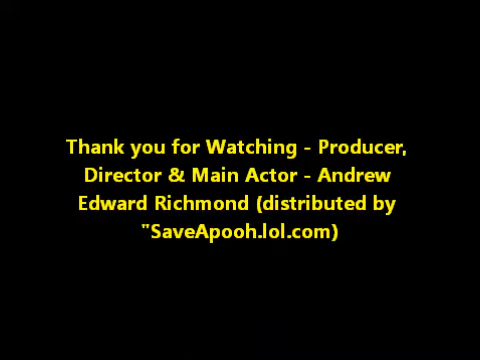 Thank you for Watching - Producer,
Director & Main Actor - Andrew
Edward Richmond (distributed by
"SaveApooh.lol.com)